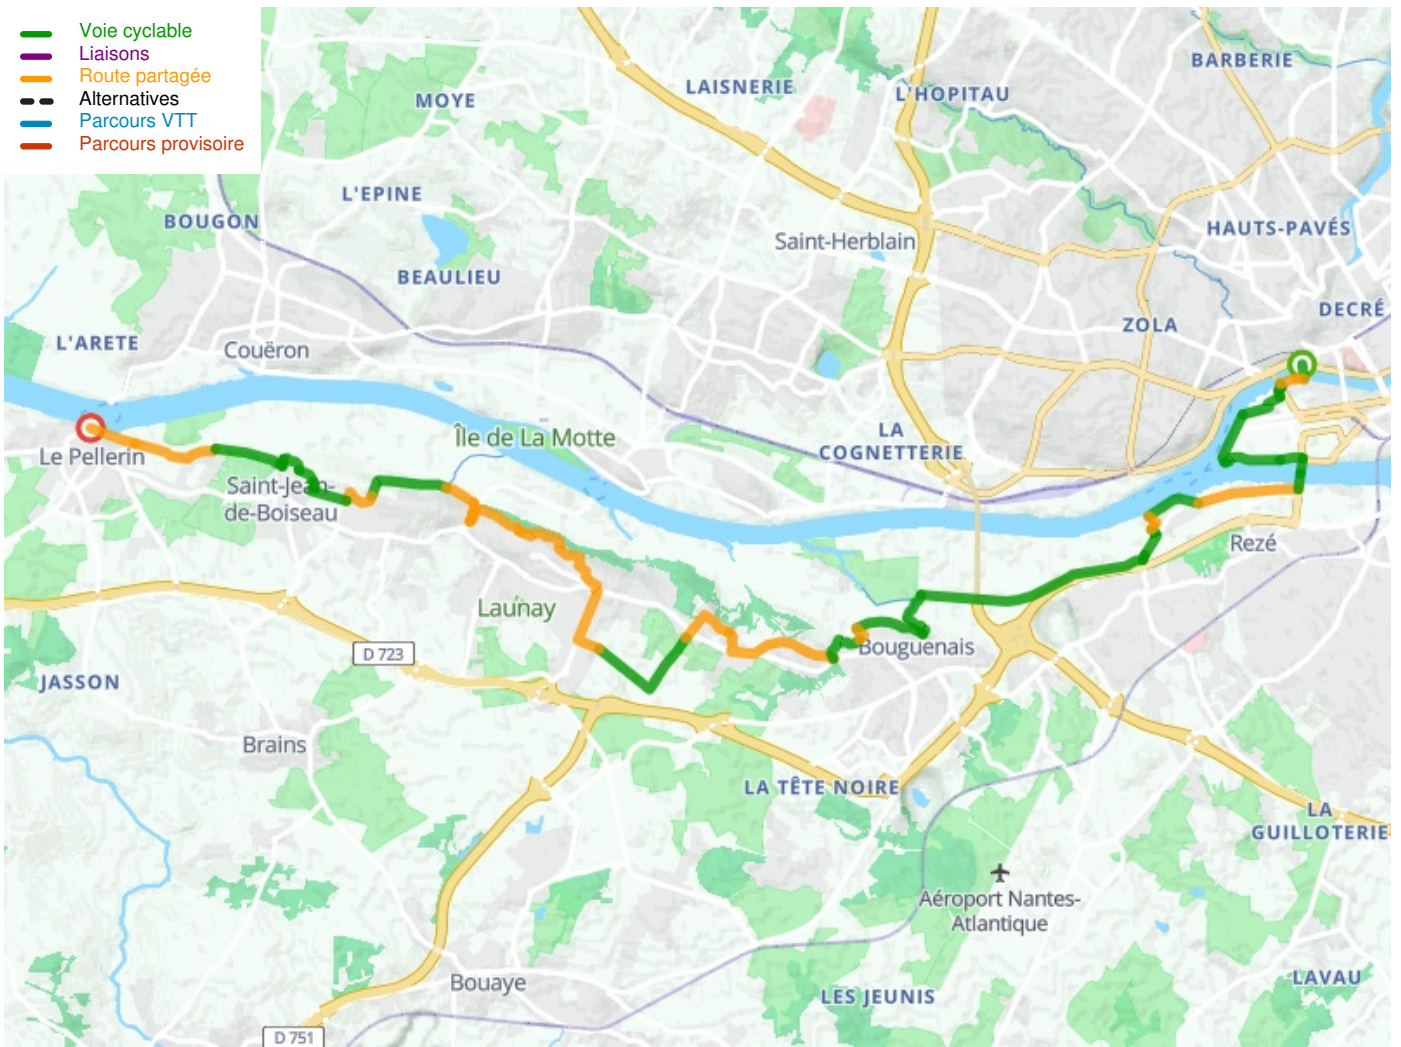 Voie cyclable
Liaisons
Route partagée
Alternatives
Parcours VTT
Parcours provisoire
BARBERIE
LAISNERIE
L'HOPITAU
MOYE
L'EPINE
BOUGON
HAUTS-PAVÉS
Saint-Herblain
BEAULIEU
DECRÉ
ZOLA
L'ARETE
Couëron
Île de La Motte
LA
COGNETTERIE
Le Pellerin
Saint-Jean-
de-Boiseau
Rezé
Launay
Bouguenais
D 723
JASSON
Brains
LA TÊTE NOIRE
LA
GUILLOTERIE
Aéroport Nantes-
Atlantique
Bouaye
LES JEUNIS
LAVAU
D 751